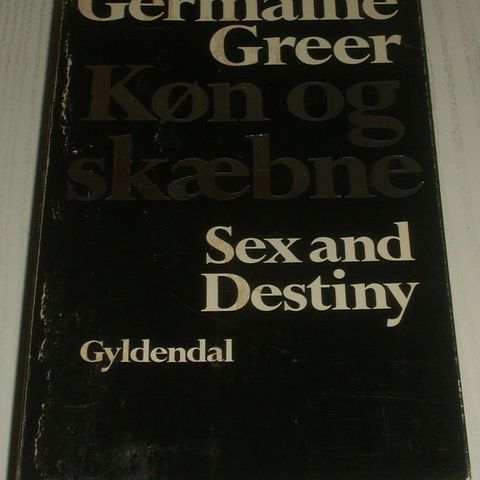 Germaine
Greer
Køn og
skæbne
Sex and
Destiny
Gyldendal